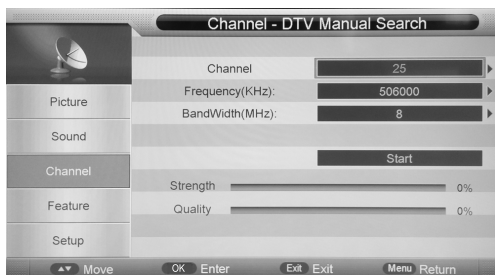 Channel - DTV Manual Search
Channel 25
Frequency(KHz): 506000
BandWidth(MHz): 8
Start
Strength 0%
Quality 0%
Picture
Sound
Channel
Feature
Setup
Move OK Enter Exit Exit Menu Return